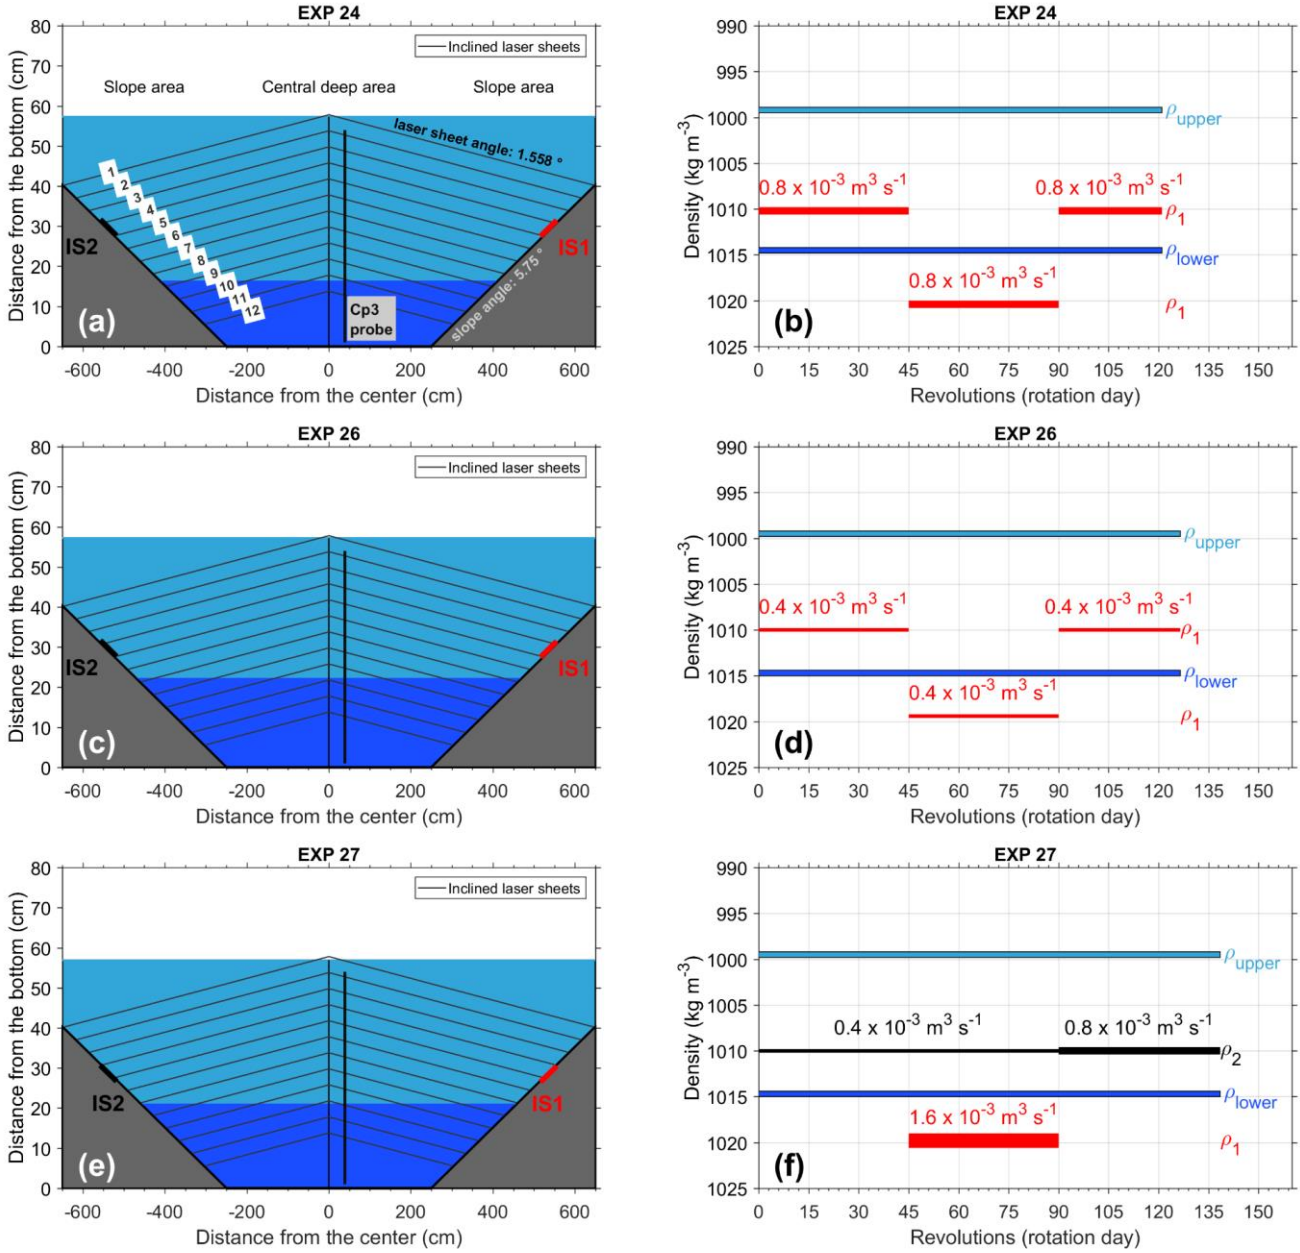 EXP 24
80
70
60
50
40
30
20
10
0
Distance from the bottom (cm)
Inclined laser sheets
Slope area
Central deep area
Slope area
laser sheet angle: 1.558 °
1
2
3
4
5
6
7
8
9
10
11
12
IS2
IS1
slope angle: 5.75 °
Cp3
probe
(a)
-600 -400 -200 0 200 400 600
Distance from the center (cm)
EXP 24
990
995
1000
1005
1010
1015
1020
1025
Density (kg m-3)
ρupper
0.8 x 10-3 m3 s-1
0.8 x 10-3 m3 s-1
ρ1
ρlower
0.8 x 10-3 m3 s-1
ρ1
(b)
0 15 30 45 60 75 90 105 120 135 150
Revolutions (rotation day)
EXP 26
80
70
60
50
40
30
20
10
0
Distance from the bottom (cm)
Inclined laser sheets
IS2
IS1
(c)
-600 -400 -200 0 200 400 600
Distance from the center (cm)
EXP 26
990
995
1000
1005
1010
1015
1020
1025
Density (kg m-3)
ρupper
0.4 x 10-3 m3 s-1
0.4 x 10-3 m3 s-1
ρ1
ρlower
0.4 x 10-3 m3 s-1
ρ1
(d)
0 15 30 45 60 75 90 105 120 135 150
Revolutions (rotation day)
EXP 27
80
70
60
50
40
30
20
10
0
Distance from the bottom (cm)
Inclined laser sheets
IS2
IS1
(e)
-600 -400 -200 0 200 400 600
Distance from the center (cm)
EXP 27
990
995
1000
1005
1010
1015
1020
1025
Density (kg m-3)
ρupper
0.4 x 10-3 m3 s-1
0.8 x 10-3 m3 s-1
ρ2
ρlower
1.6 x 10-3 m3 s-1
ρ1
(f)
0 15 30 45 60 75 90 105 120 135 150
Revolutions (rotation day)